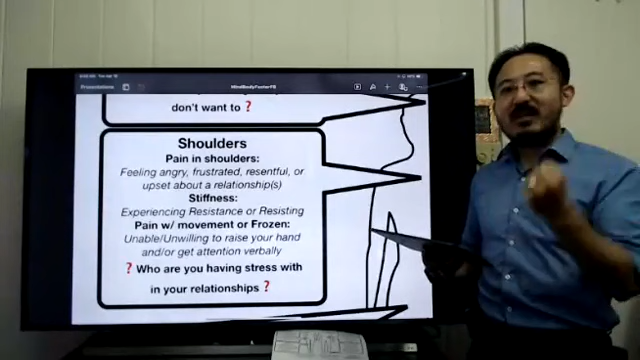 Presentations
MindBodyPosterFS
don't want to ?
Shoulders
Pain in shoulders:
Feeling angry, frustrated, resentful, or
upset about a relationship(s)
Stiffness:
Experiencing Resistance or Resisting
Pain w/ movement or Frozen:
Unable/Unwilling to raise your hand
and/or get attention verbally
? Who are you having stress with
in your relationships ?